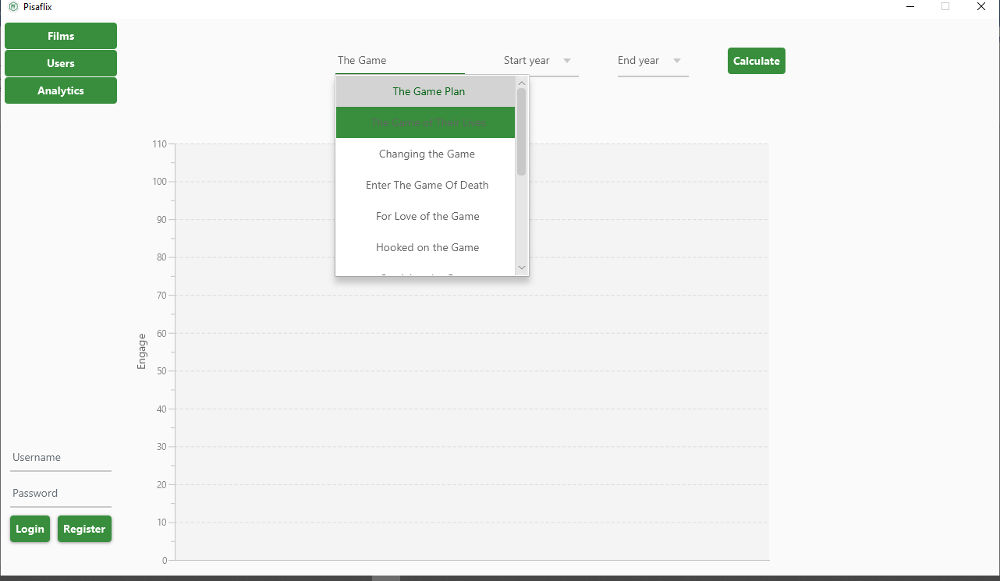 Pisaflix
Films
Users
Analytics
The Game
Start year
End year
Calculate
The Game Plan
The Game of Their Lives
Changing the Game
Enter The Game Of Death
For Love of the Game
Hooked on the Game
110
100
90
80
70
60
50
40
30
20
10
0
Engage
Username
Password
Login
Register